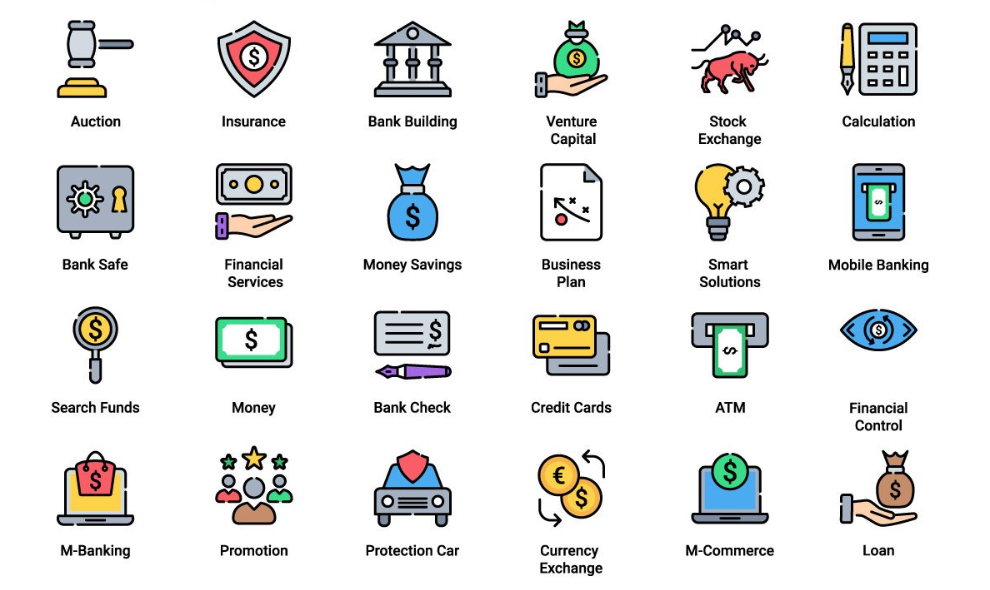 Auction
Insurance
Bank Building
Venture
Capital
Stock
Exchange
Calculation
Bank Safe
Financial
Services
Money Savings
Business
Plan
Smart
Solutions
Mobile Banking
Search Funds
Money
Bank Check
Credit Cards
ATM
Financial
Control
M-Banking
Promotion
Protection Car
Currency
Exchange
M-Commerce
Loan